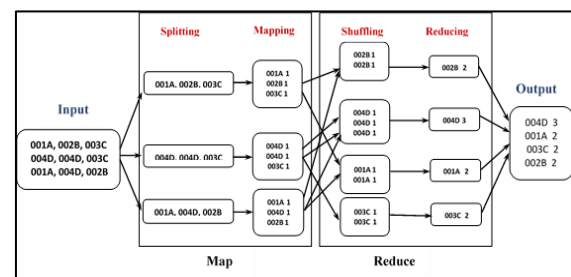 Splitting
Mapping
Shuffling
Reducing
Input
Output
001A, 002B, 003C
004D, 004D, 003C
001A, 004D, 002B
001A. 002B. 003C
004D. 004D. 003C
001A, 004D, 002B
001A 1
002B 1
003C 1
004D 1
004D 1
003C 1
001A 1
004D 1
002B 1
002B 1
002B 1
004D 1
004D 1
004D 1
001A 1
001A 1
003C 1
003C 1
002B 2
004D 3
001A 2
003C 2
004D 3
001A 2
003C 2
002B 2
Map
Reduce